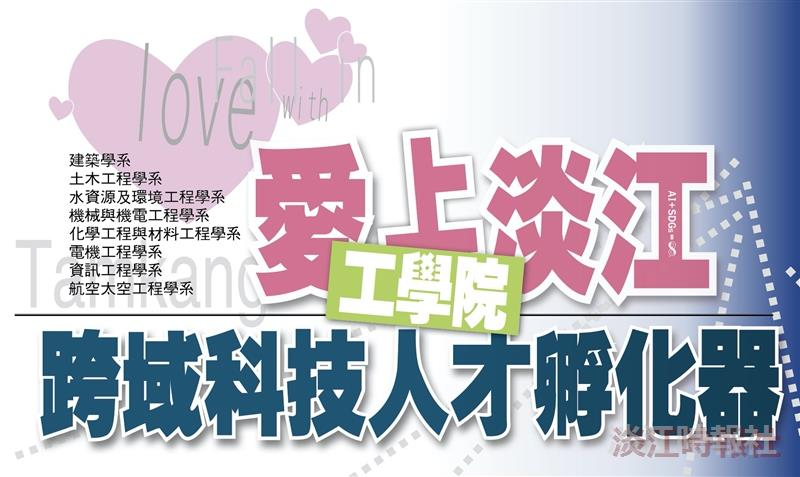 Fall in
love
with
Tamkang
建築學系
土木工程學系
水資源及環境工程學系
機械與機電工程學系
化學工程與材料工程學系
電機工程學系
資訊工程學系
航空太空工程學系
愛上淡江
AI+SDGs=
工學院
跨域科技人才孵化器
淡江時報社